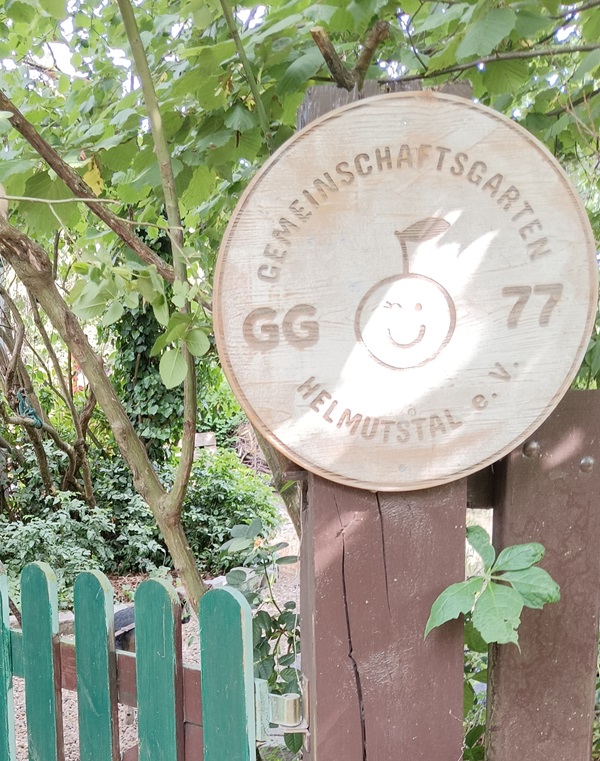 GEMEINSCHAFTSGARTEN
GG 77
HELMUTSTAL e. V.